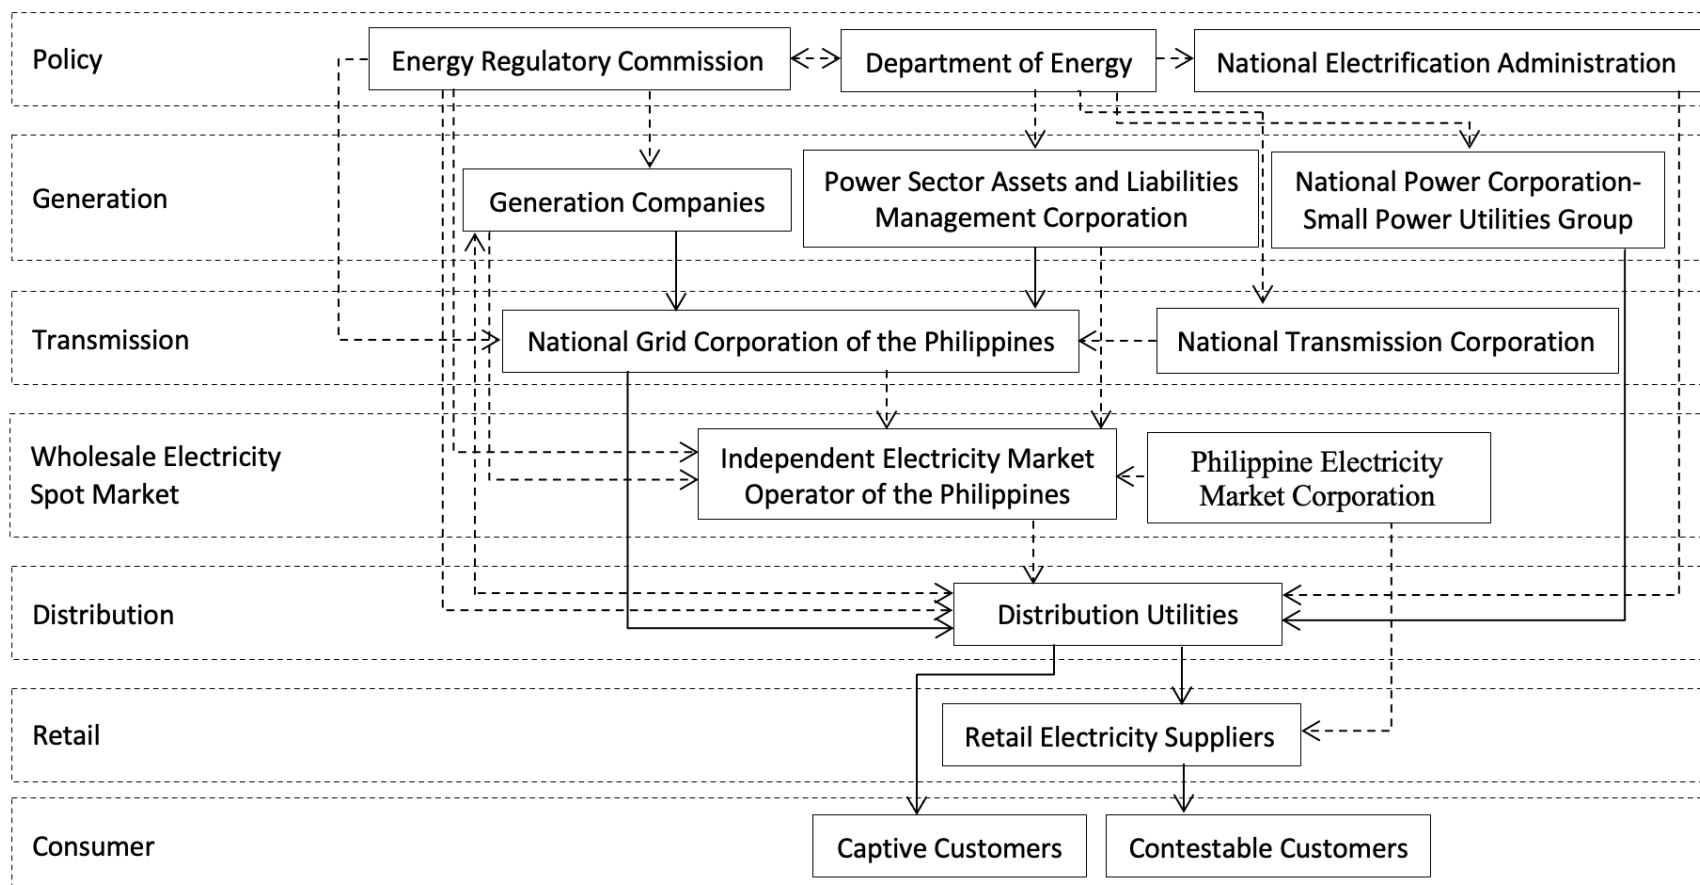 Policy
Energy Regulatory Commission
Department of Energy
National Electrification Administration
Generation
Generation Companies
Power Sector Assets and Liabilities
Management Corporation
National Power Corporation-
Small Power Utilities Group
Transmission
National Grid Corporation of the Philippines
National Transmission Corporation
Wholesale Electricity
Spot Market
Independent Electricity Market
Operator of the Philippines
Philippine Electricity
Market Corporation
Distribution
Distribution Utilities
Retail
Retail Electricity Suppliers
Consumer
Captive Customers
Contestable Customers